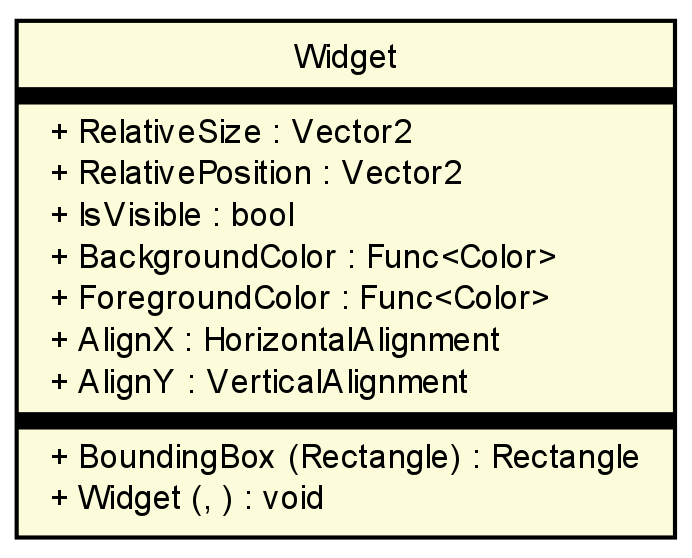 Widget
+ RelativeSize : Vector2
+ RelativePosition : Vector2
+ IsVisible : bool
+ BackgroundColor : Func<Color>
+ ForegroundColor : Func<Color>
+ AlignX : HorizontalAlignment
+ AlignY : VerticalAlignment
+ BoundingBox (Rectangle) : Rectangle
+ Widget (, ) : void